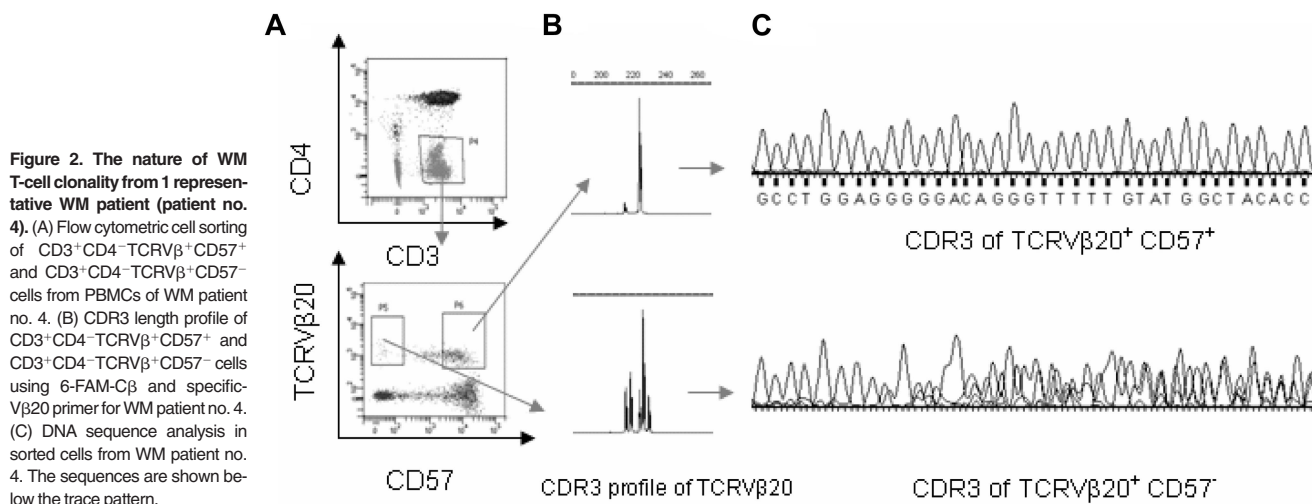 Figure 2. The nature of WM
T-cell clonality from 1 represen-
tative WM patient (patient no.
4). (A) Flow cytometric cell sorting
of CD3⁺CD4⁻TCRVβ⁺CD57⁺
and CD3⁺CD4⁻TCRVβ⁺CD57⁻
cells from PBMCs of WM patient
no. 4. (B) CDR3 length profile of
CD3⁺CD4⁻TCRVβ⁺CD57⁺ and
CD3⁺CD4⁻TCRVβ⁺CD57⁻ cells
using 6-FAM-Cβ and specific-
Vβ20 primer for WM patient no. 4.
(C) DNA sequence analysis in
sorted cells from WM patient no.
4. The sequences are shown be-
low the trace pattern.
A
CD4
P4
CD3
TCRVβ20
P5
P6
CD57
B
0 200 220 240 260
CDR3 profile of TCRVβ20
C
GCCTGGAGGGGGACAGGGTTTTTGTATGGCTACACC
CDR3 of TCRVβ20⁺ CD57⁺
CDR3 of TCRVβ20⁺ CD57⁻